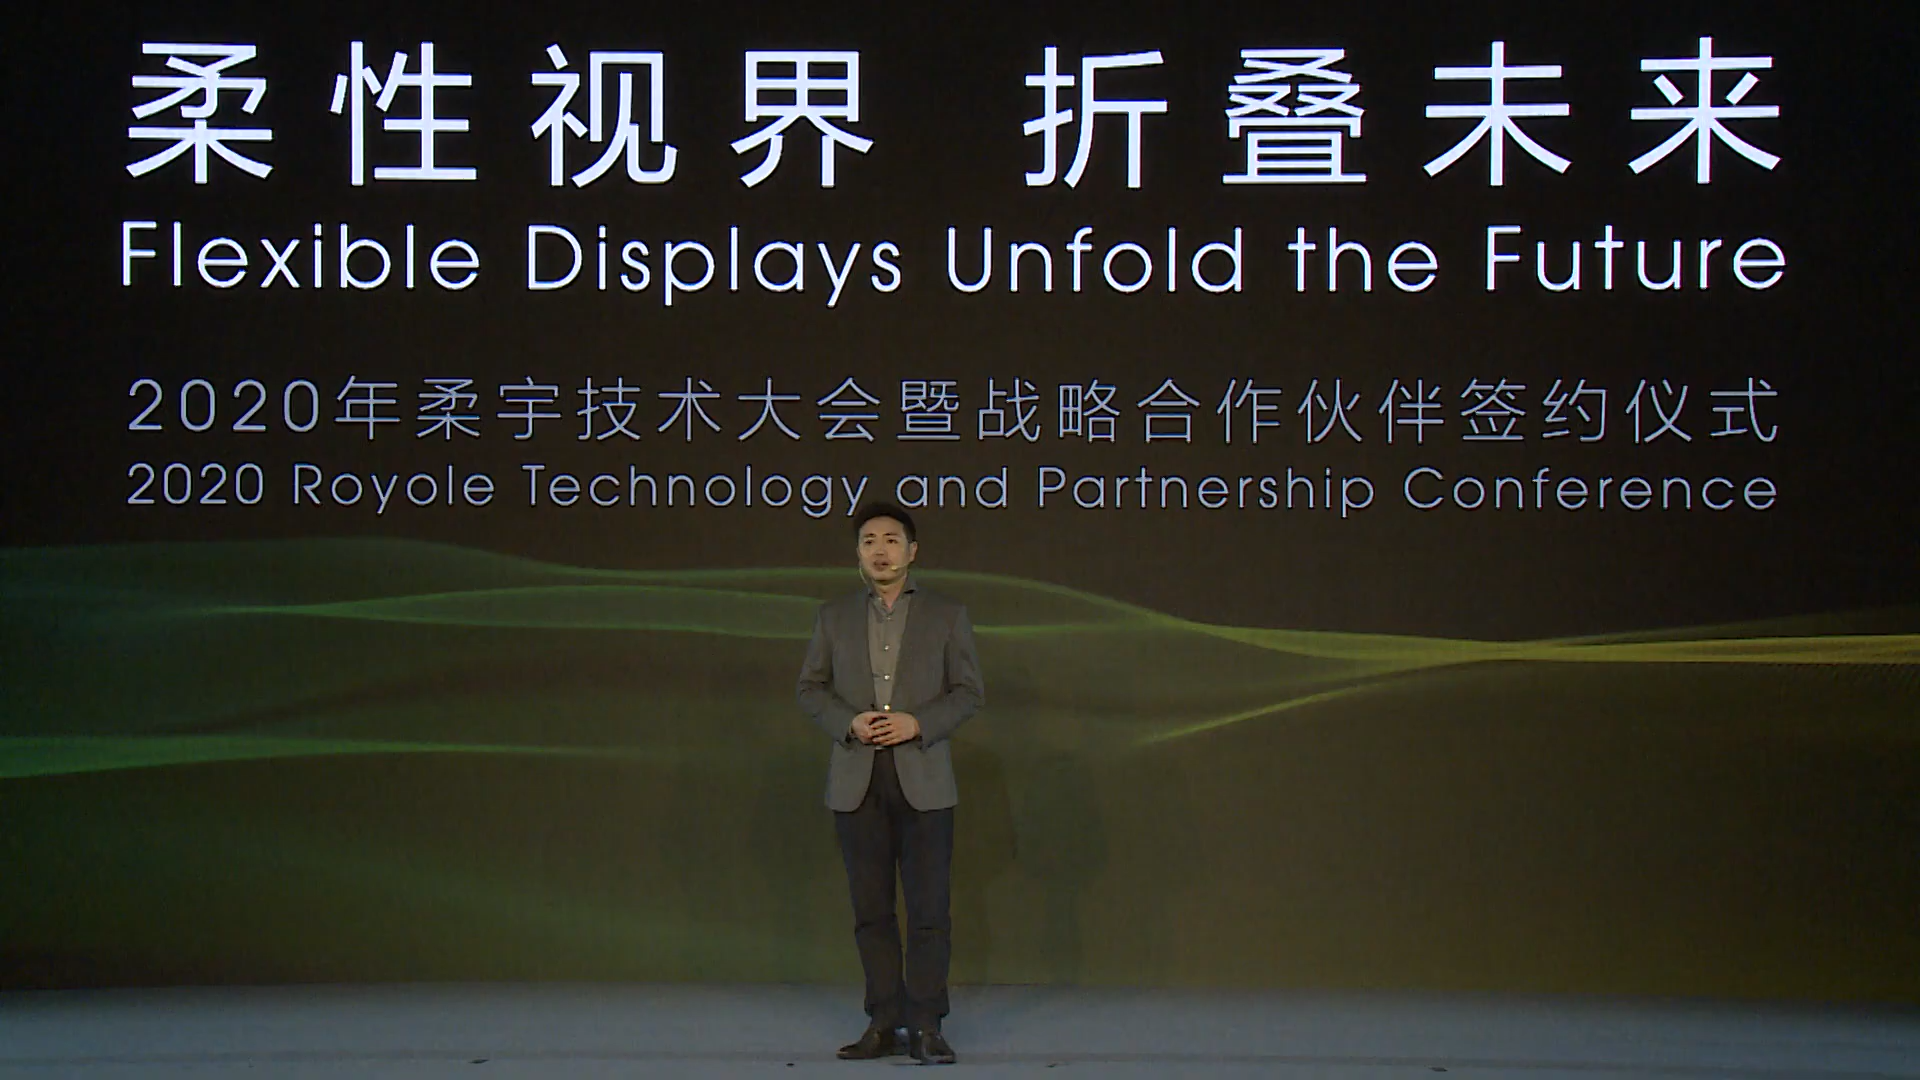 柔性视界 折叠未来
Flexible Displays Unfold the Future
2020年柔宇技术大会暨战略合作伙伴签约仪式
2020 Royole Technology and Partnership Conference